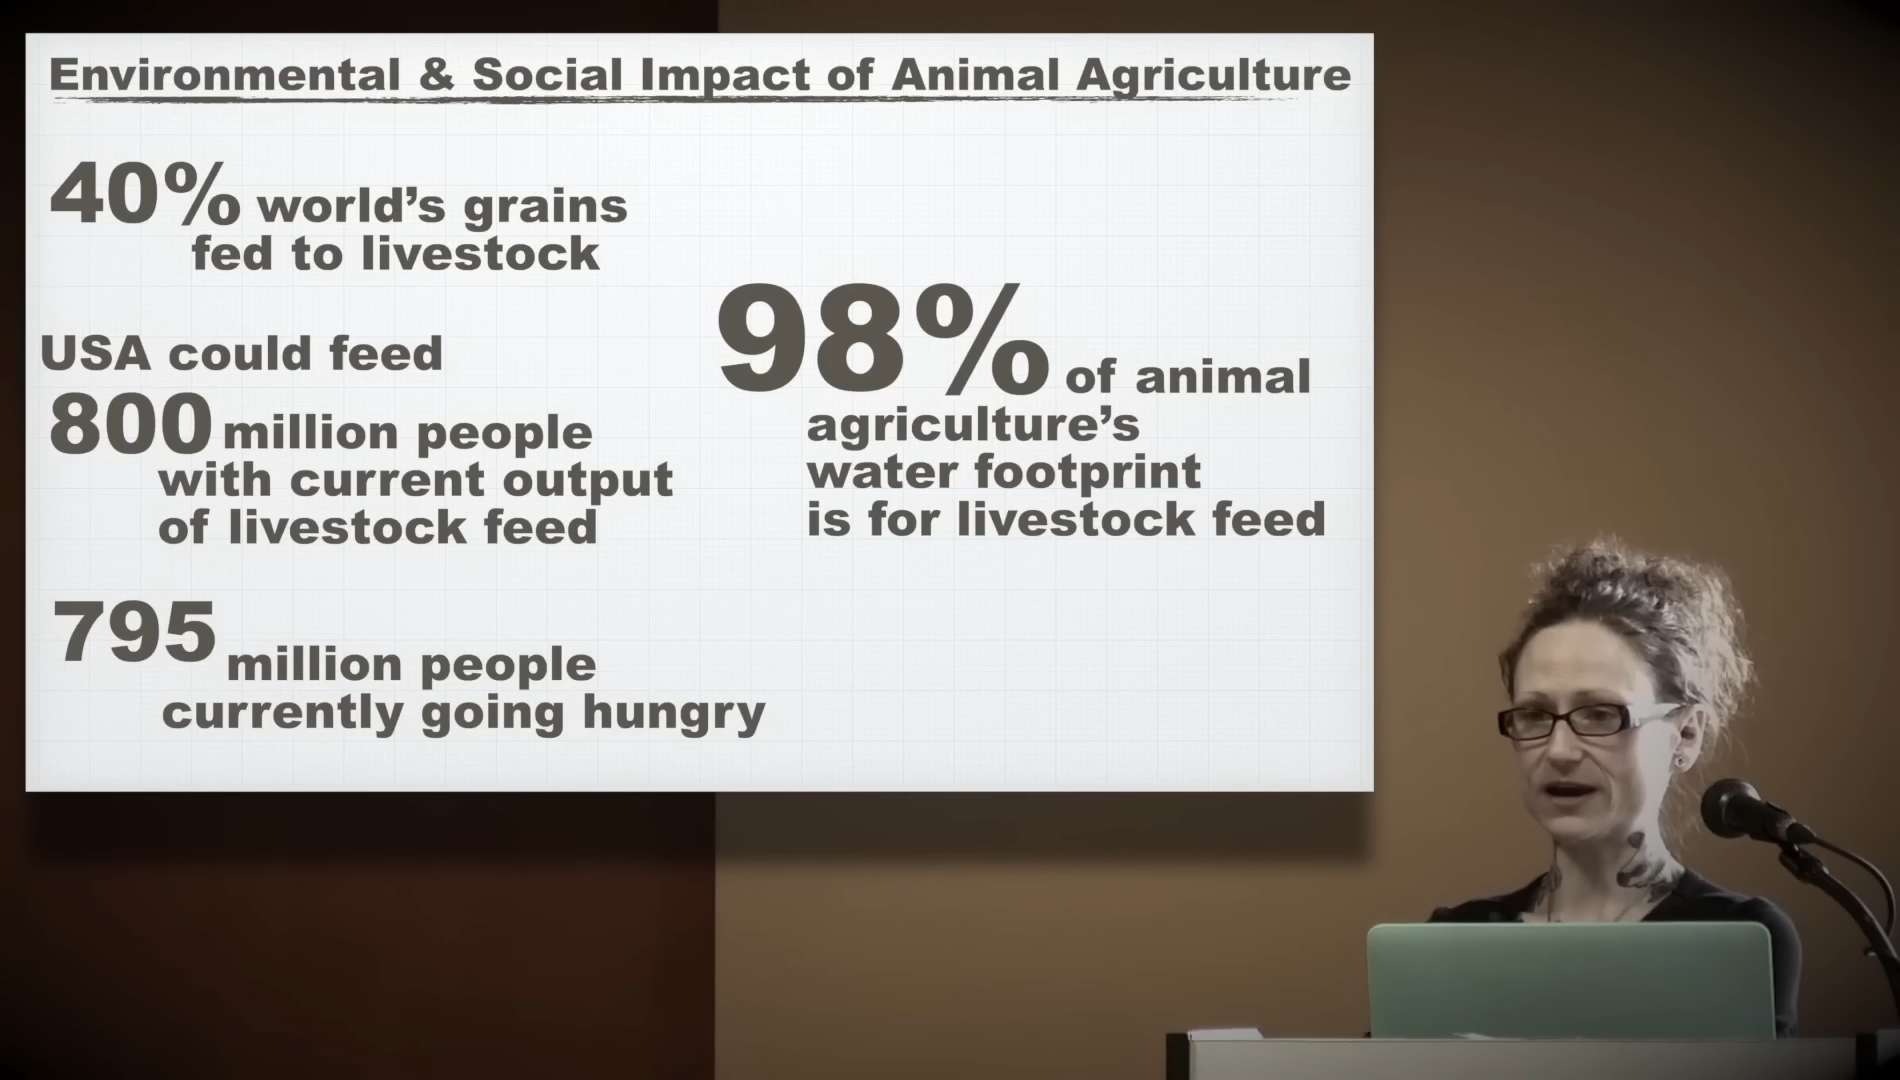 Environmental & Social Impact of Animal Agriculture
40% world's grains
fed to livestock
USA could feed
800 million people
with current output
of livestock feed
795 million people
currently going hungry
98% of animal
agriculture's
water footprint
is for livestock feed